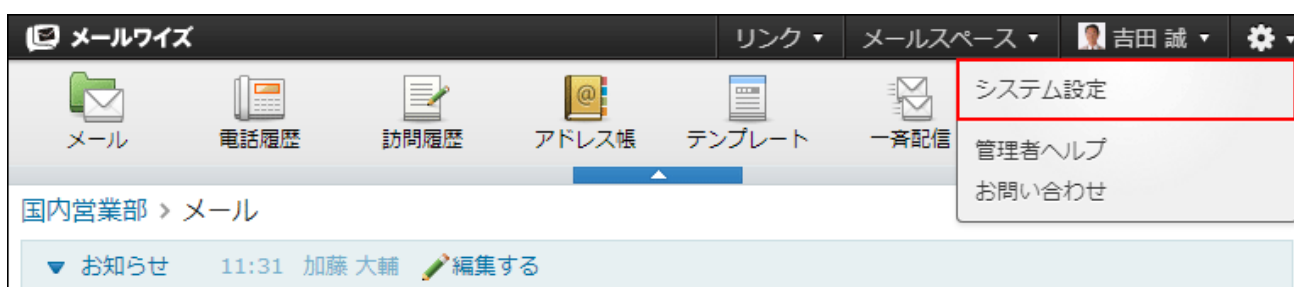 メールワイズ リンク ▼ メールスペース ▼ 吉田 誠 ▼
メール 電話履歴 訪問履歴 アドレス帳 テンプレート 一斉配信
システム設定
管理者ヘルプ
お問い合わせ
国内営業部 > メール
▼ お知らせ 11:31 加藤 大輔 編集する